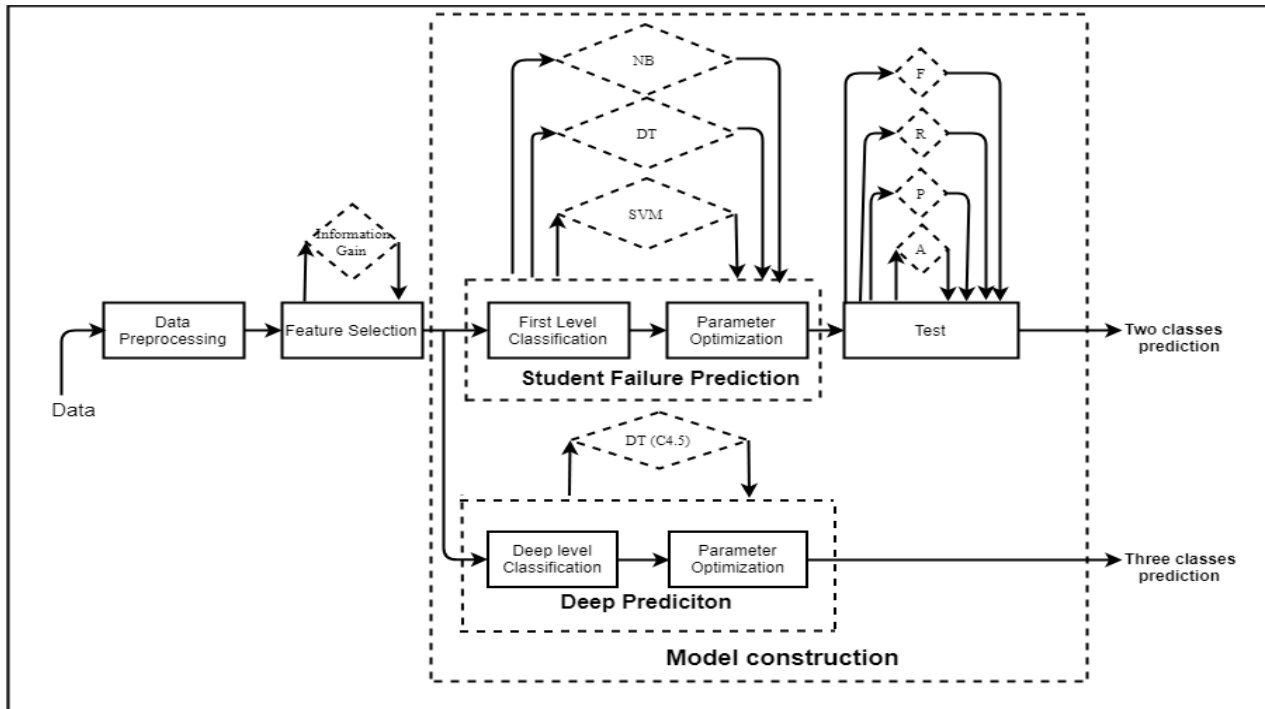 NB
F
DT
R
P
SVM
Information
Gain
A
Data
Preprocessing
Feature Selection
First Level
Classification
Parameter
Optimization
Test
Two classes
prediction
Student Failure Prediction
Data
DT (C4.5)
Deep level
Classification
Parameter
Optimization
Three classes
prediction
Deep Prediciton
Model construction